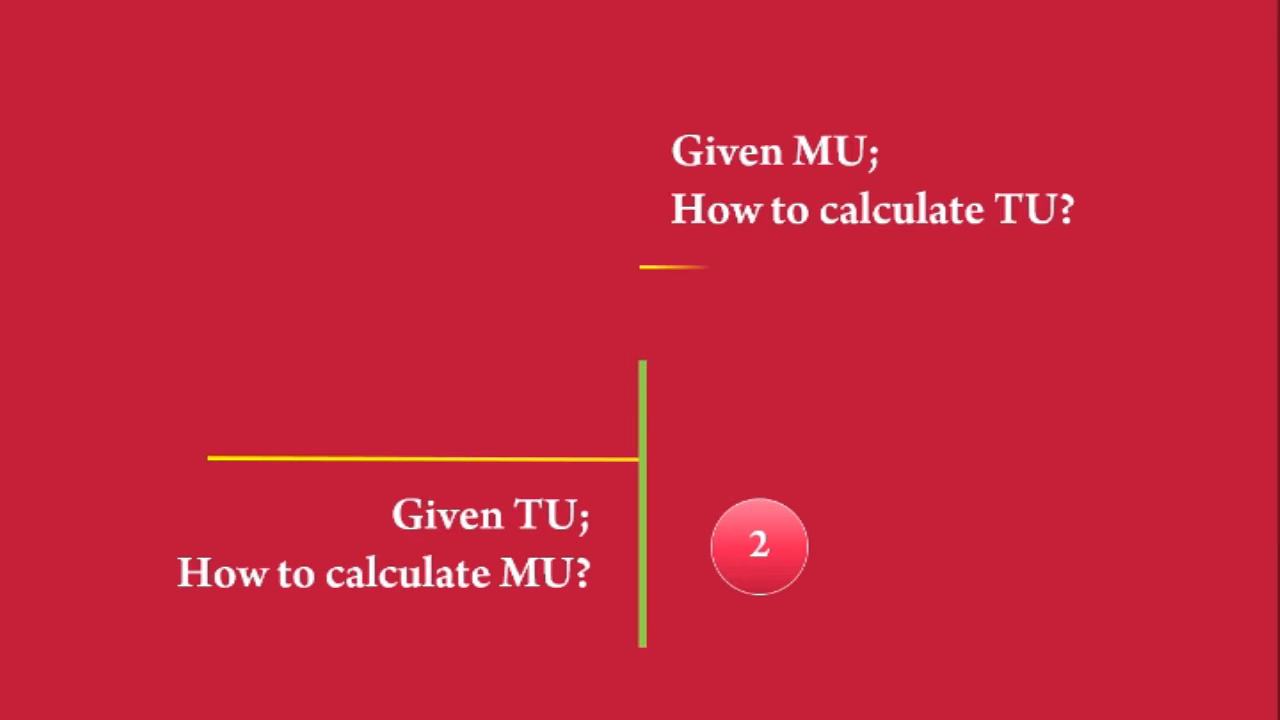 Given MU;
How to calculate TU?
Given TU;
How to calculate MU?
2